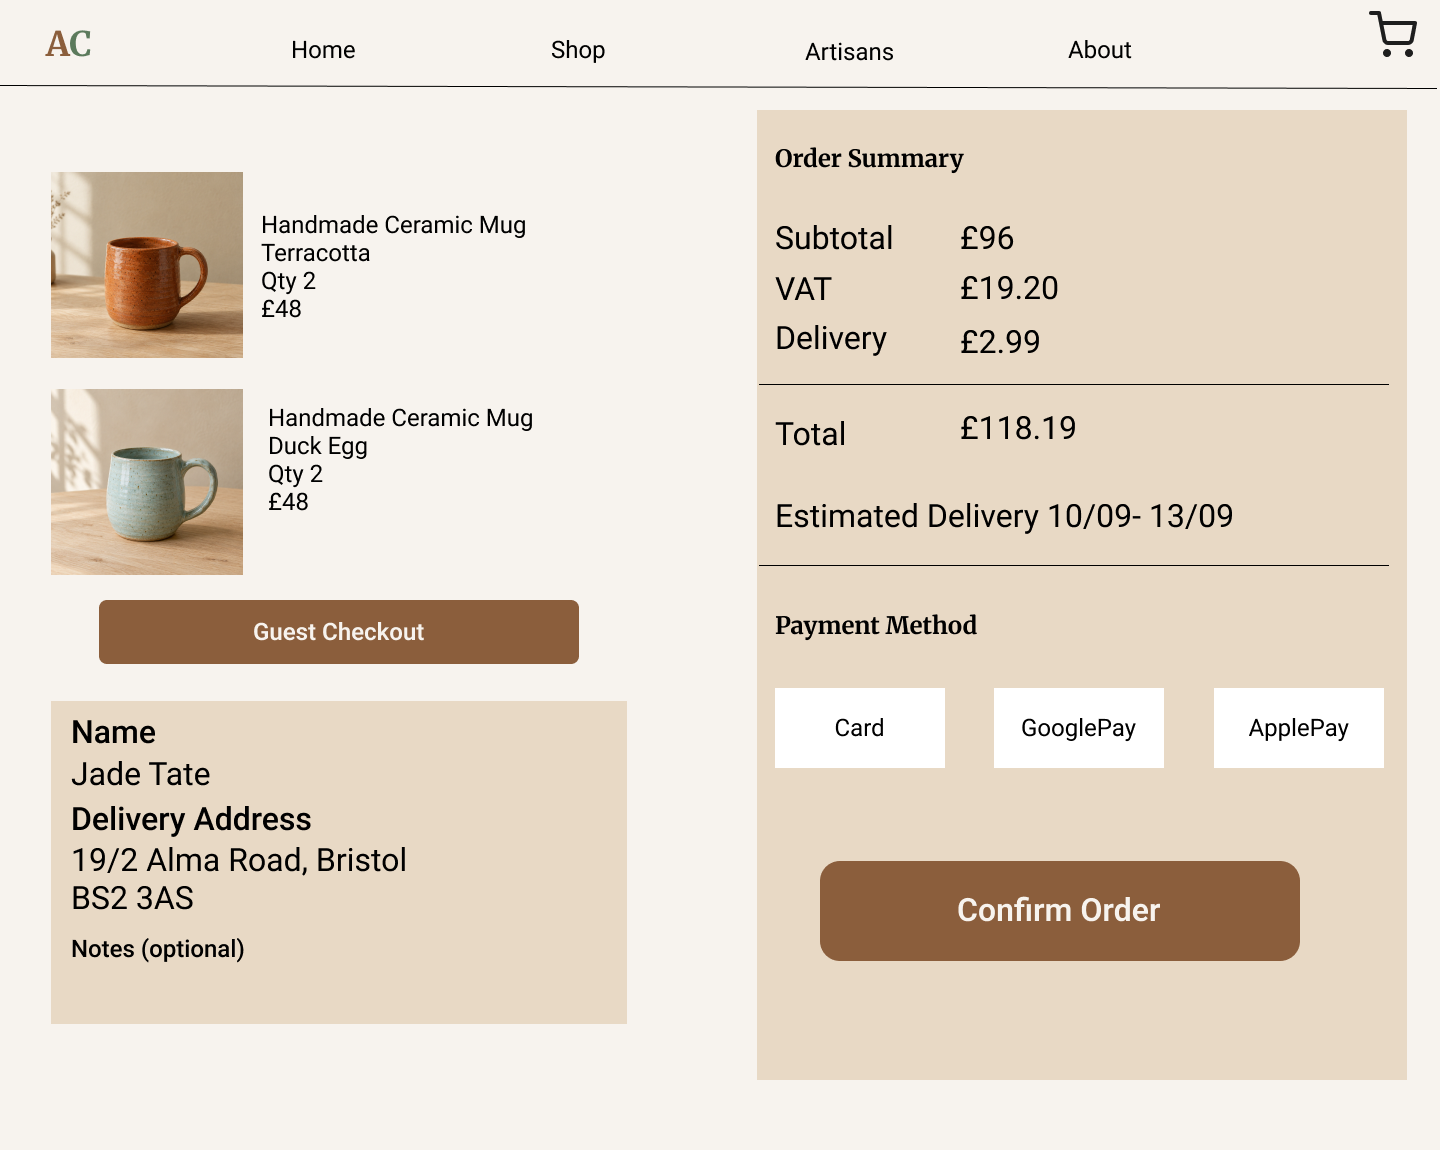 AC
Home
Shop
Artisans
About
Handmade Ceramic Mug
Terracotta
Qty 2
£48
Handmade Ceramic Mug
Duck Egg
Qty 2
£48
Guest Checkout
Name
Jade Tate
Delivery Address
19/2 Alma Road, Bristol
BS2 3AS
Notes (optional)
Order Summary
Subtotal £96
VAT £19.20
Delivery £2.99
Total £118.19
Estimated Delivery 10/09- 13/09
Payment Method
Card
GooglePay
ApplePay
Confirm Order